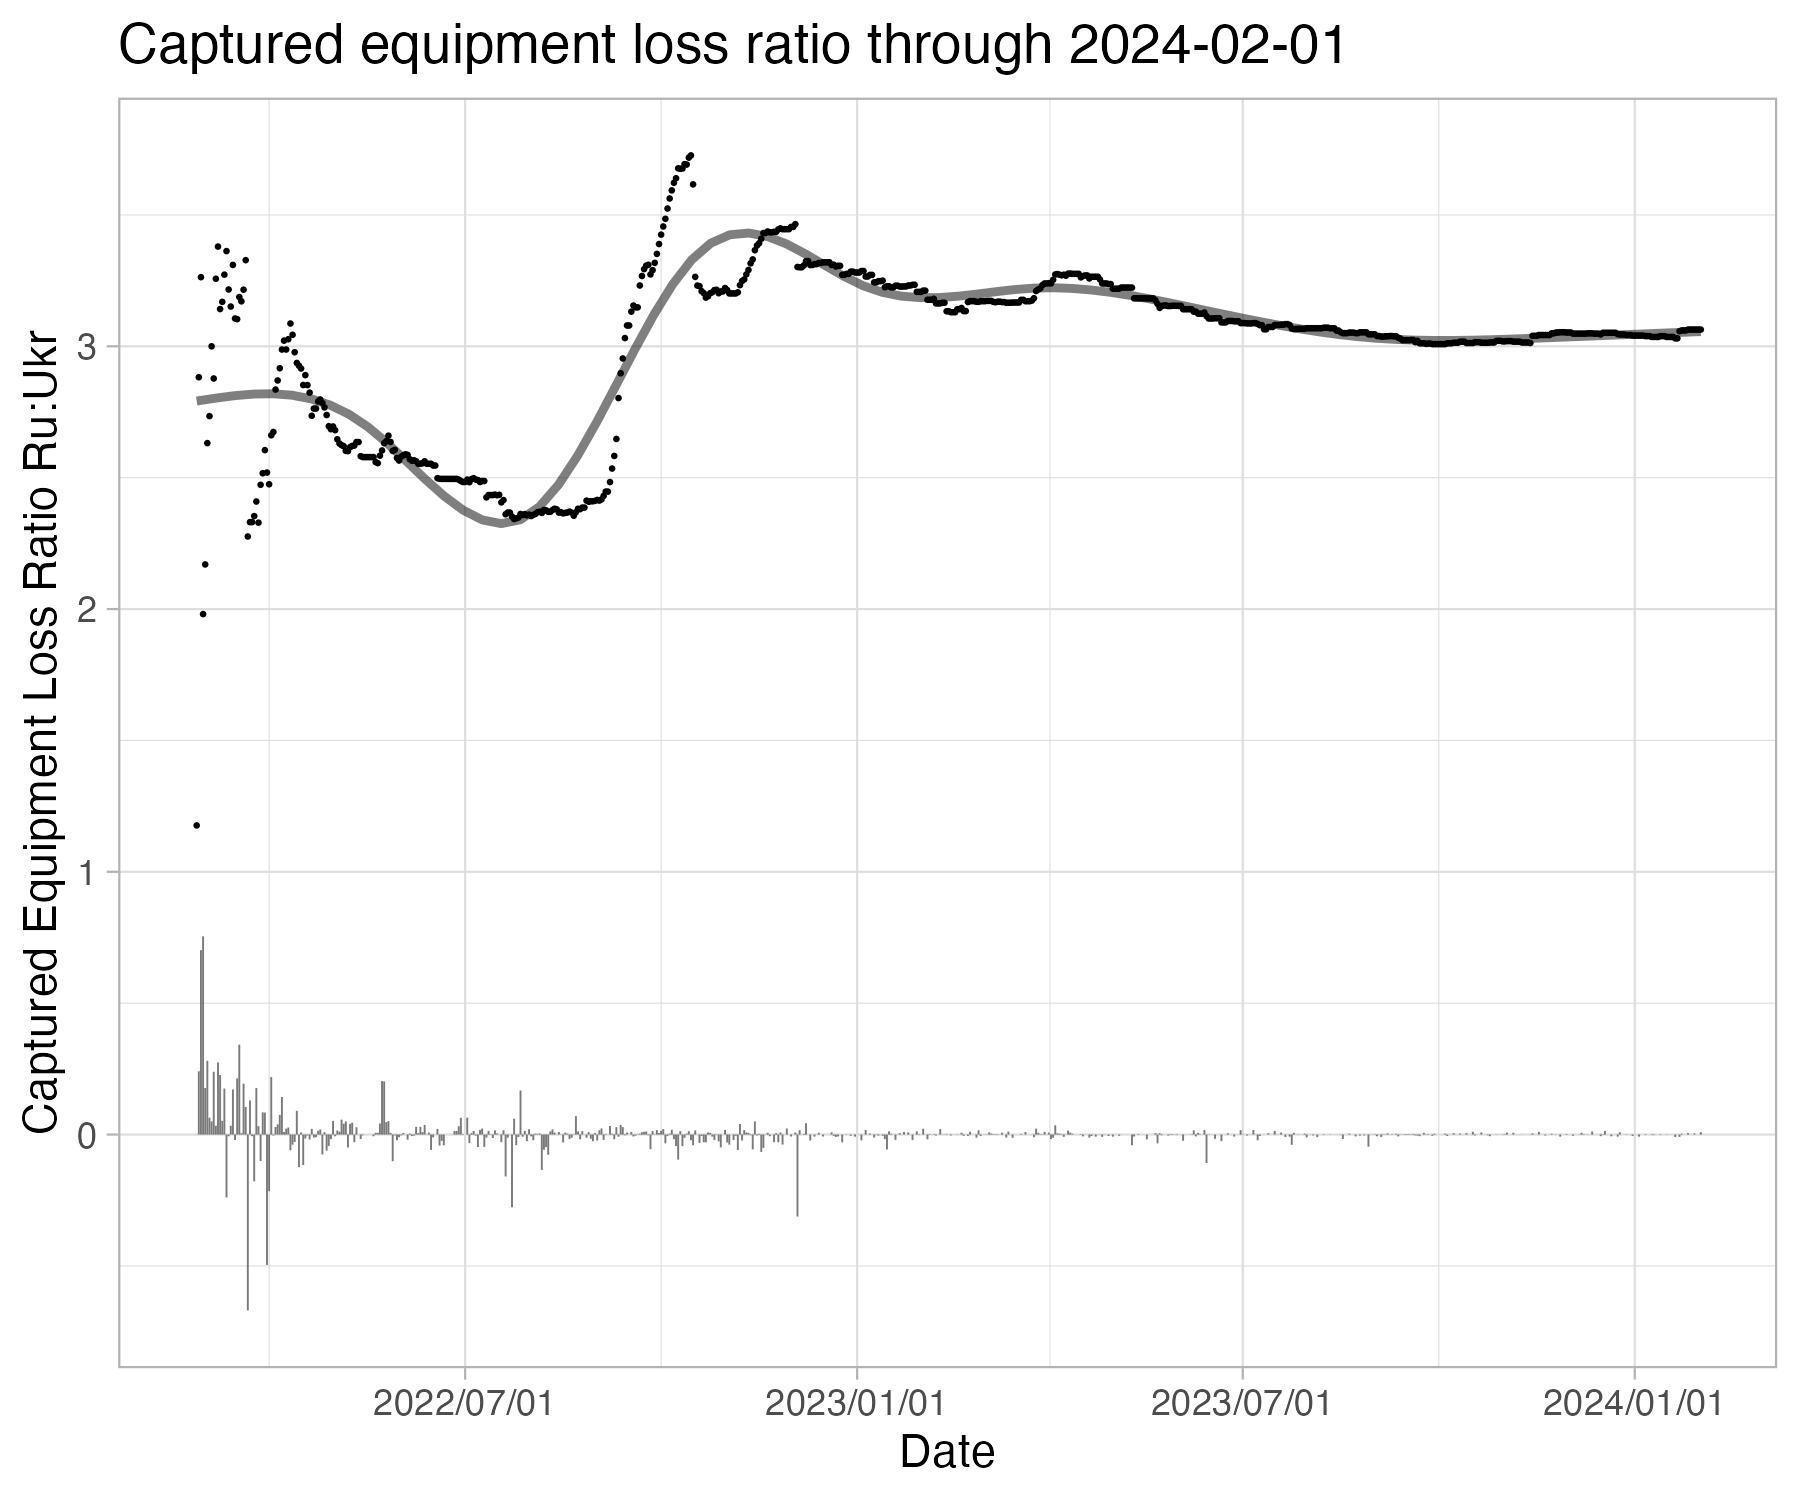 Captured equipment loss ratio through 2024-02-01
Captured Equipment Loss Ratio Ru:Ukr
3
2
1
0
2022/07/01 2023/01/01 2023/07/01 2024/01/01
Date